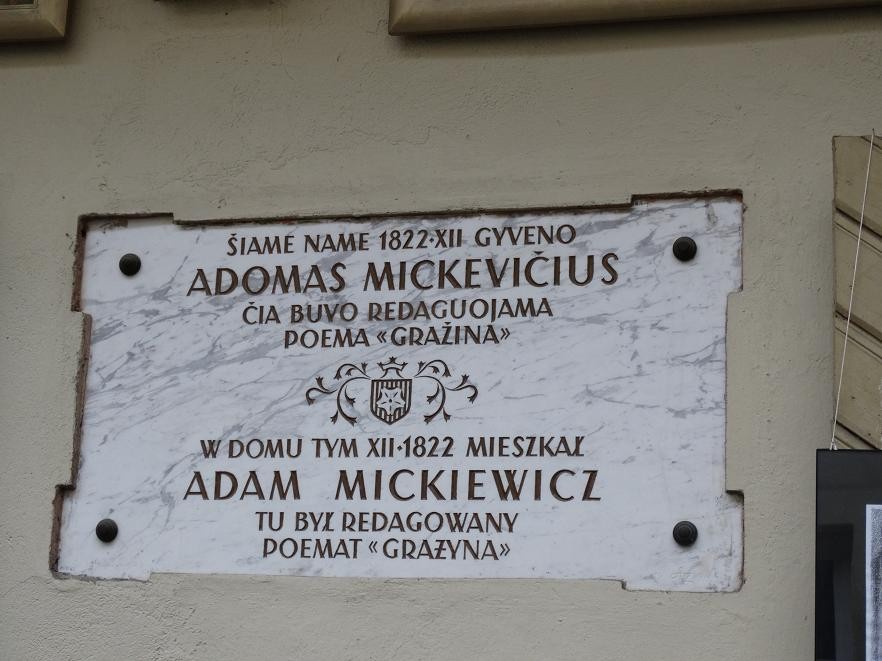 ŠIAME NAME 1822·XII GYVENO
ADOMAS MICKEVIČIUS
ČIA BUVO REDAGUOJAMA
POEMA «GRAŽINA»
W DOMU TYM XII·1822 MIESZKAŁ
ADAM MICKIEWICZ
TU BYŁ REDAGOWANY
POEMAT «GRAŻYNA»